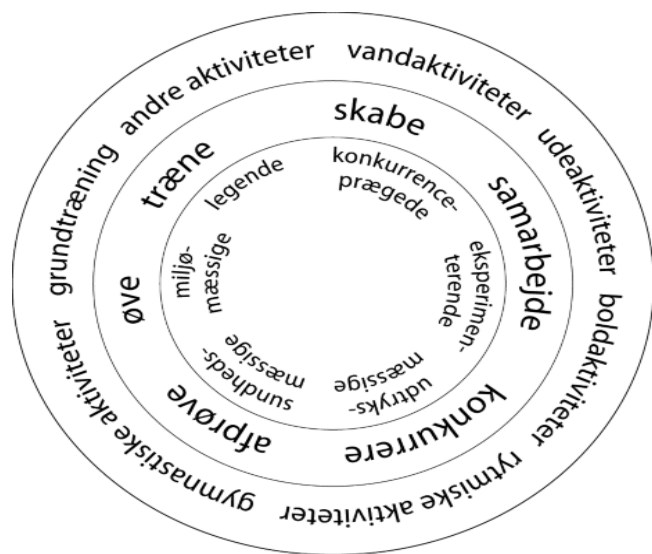 vandaktiviteter
udeaktiviteter
boldaktiviteter
rytmiske aktiviteter
gymnastiske aktiviteter
grundtræning
andre aktiviteter
skabe
samarbejde
konkurrere
afprøve
øve
træne
konkurrence-
prægede
eksperimen-
terende
udtryks-
mæssige
sundheds-
mæssige
miljø-
mæssige
legende